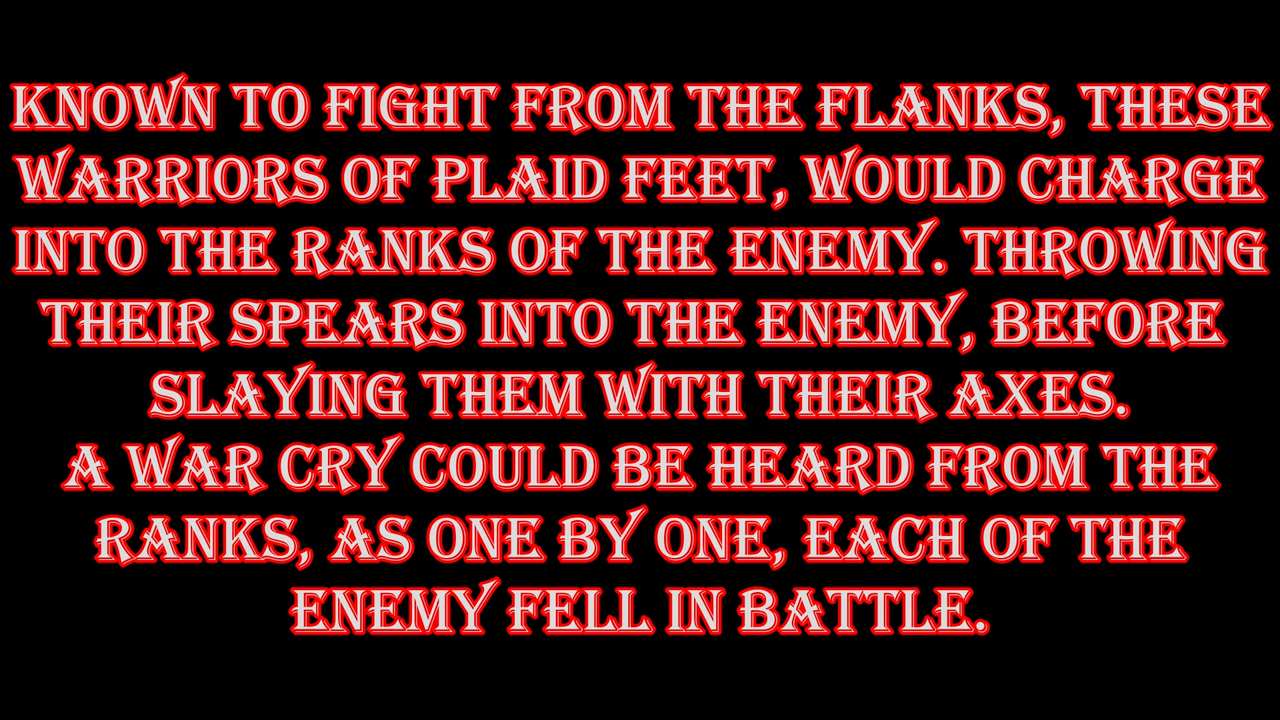 KNOWN TO FIGHT FROM THE FLANKS, THESE
WARRIORS OF PLAID FEET, WOULD CHARGE
INTO THE RANKS OF THE ENEMY. THROWING
THEIR SPEARS INTO THE ENEMY, BEFORE
SLAYING THEM WITH THEIR AXES.
A WAR CRY COULD BE HEARD FROM THE
RANKS, AS ONE BY ONE, EACH OF THE
ENEMY FELL IN BATTLE.